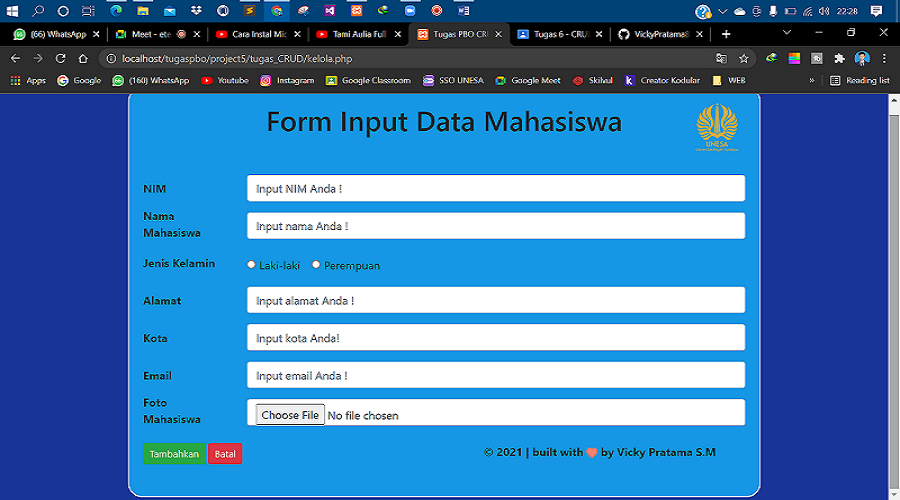 22:28
(66) WhatsApp
Meet - ete
Cara Instal Mic
Tami Aulia Full
Tugas PBO CR
Tugas 6 - CRU
VickyPratama
localhost/tugaspbo/project5/tugas_CRUD/kelola.php
Apps
Google
(160) WhatsApp
Youtube
Instagram
Google Classroom
SSO UNESA
Google Meet
Skilvul
Creator Kodular
WEB
»
Reading list
Form Input Data Mahasiswa
UNESA
NIM
Input NIM Anda !
Nama
Mahasiswa
Input nama Anda !
Jenis Kelamin
Laki-laki
Perempuan
Alamat
Input alamat Anda !
Kota
Input kota Anda!
Email
Input email Anda !
Foto
Mahasiswa
Choose File No file chosen
Tambahkan
Batal
© 2021 | built with ❤ by Vicky Pratama S.M